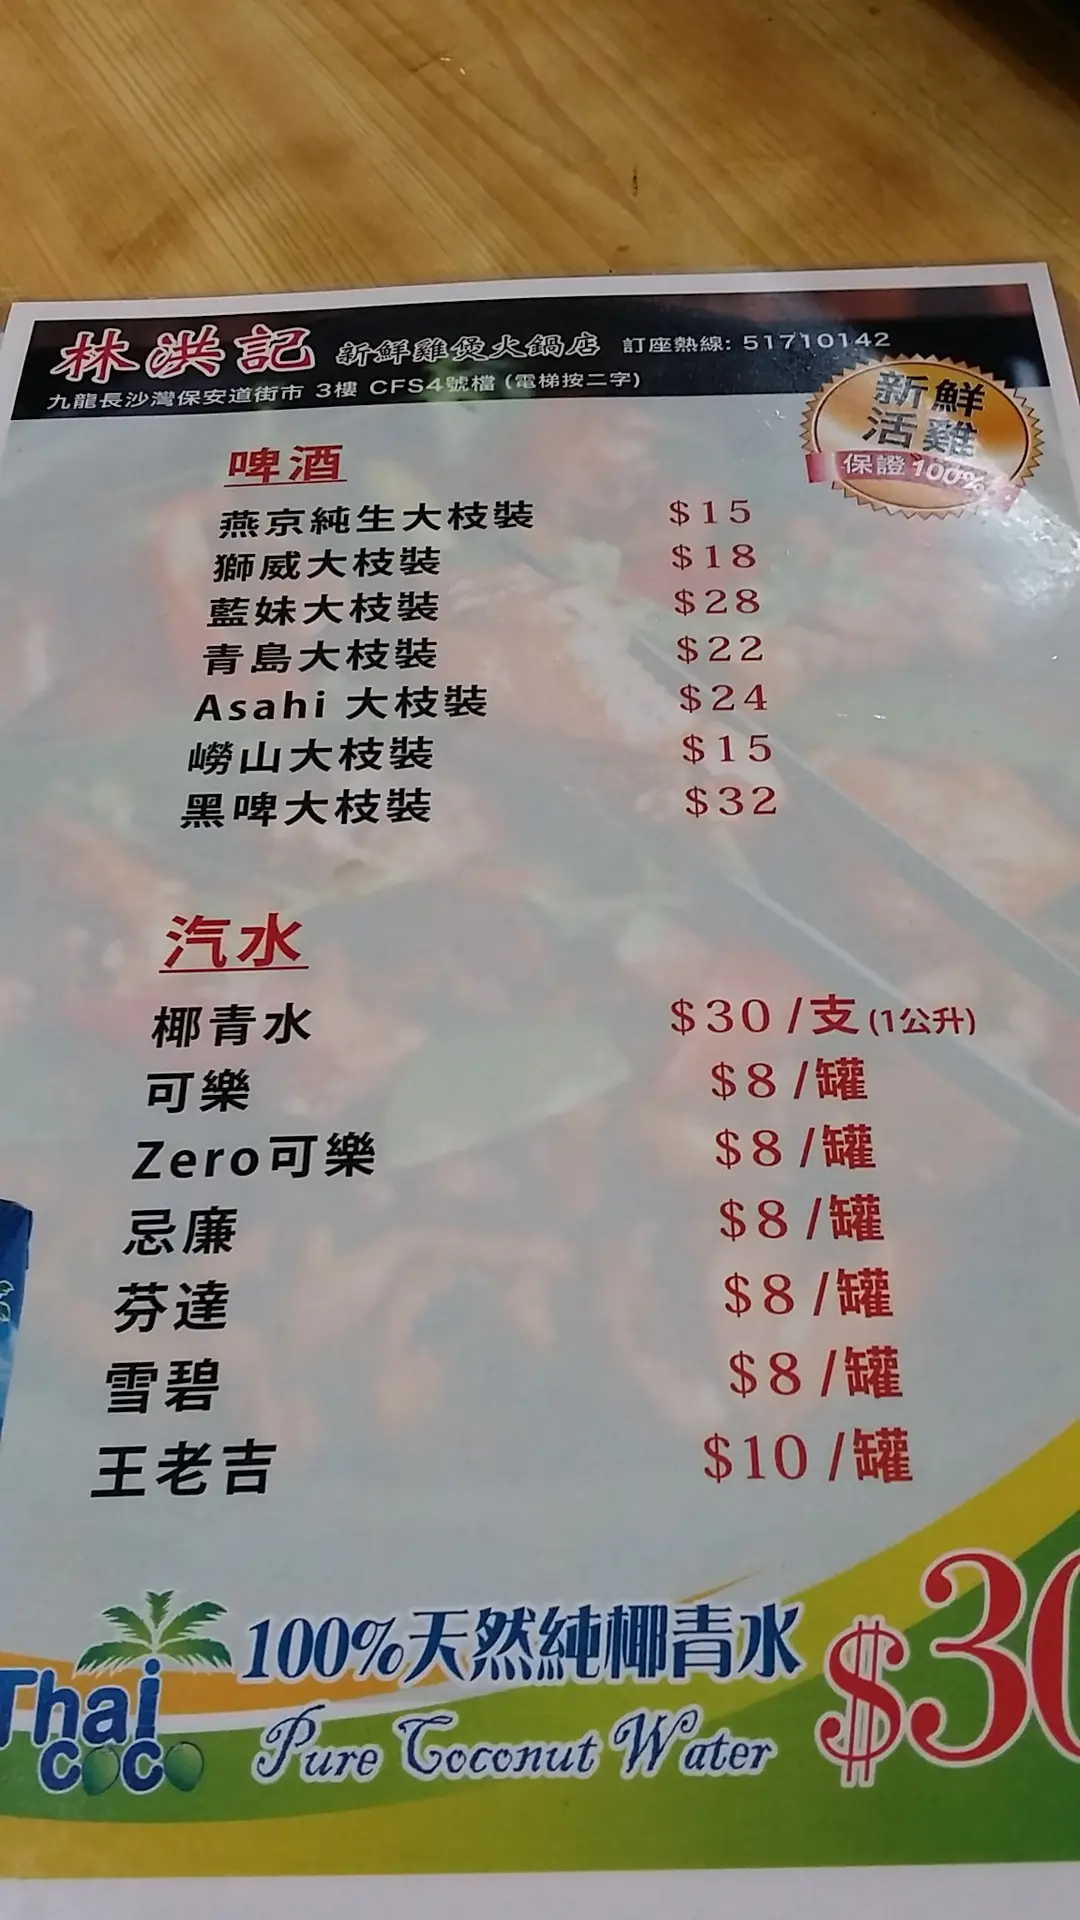 林洪記 新鮮雞煲火鍋店 訂座熱線: 51710142
九龍長沙灣保安道街市 3樓 CFS4號檔 (電梯按二字)
新鮮
活雞
保證100%
啤酒
燕京純生大枝裝 $15
獅威大枝裝 $18
藍妹大枝裝 $28
青島大枝裝 $22
Asahi 大枝裝 $24
嶗山大枝裝 $15
黑啤大枝裝 $32
汽水
椰青水 $30 /支 (1公升)
可樂 $8 /罐
Zero可樂 $8 /罐
忌廉 $8 /罐
芬達 $8 /罐
雪碧 $8 /罐
王老吉 $10 /罐
Thai
coco
100%天然純椰青水
Pure Coconut Water
$30